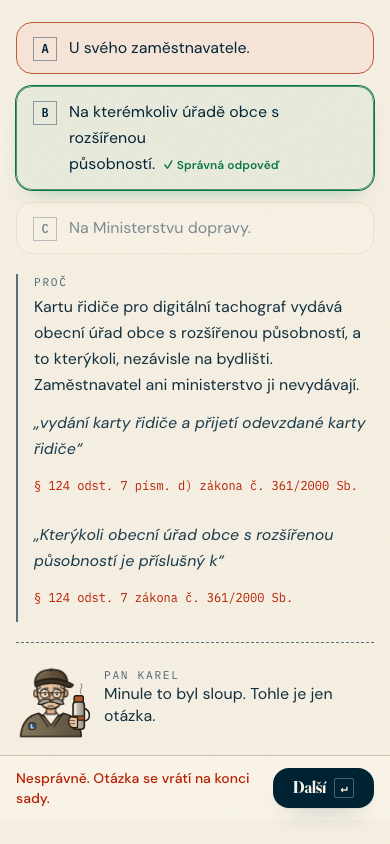 A U svého zaměstnavatele.
B Na kterémkoliv úřadě obce s
rozšířenou
působností. ✓ Správná odpověď
C Na Ministerstvu dopravy.
PROČ
Kartu řidiče pro digitální tachograf vydává
obecní úřad obce s rozšířenou působností, a
to kterýkoli, nezávisle na bydlišti.
Zaměstnavatel ani ministerstvo ji nevydávají.
„vydání karty řidiče a přijetí odevzdané karty
řidiče“
§ 124 odst. 7 písm. d) zákona č. 361/2000 Sb.
„Kterýkoli obecní úřad obce s rozšířenou
působností je příslušný k“
§ 124 odst. 7 zákona č. 361/2000 Sb.
PAN KAREL
Minule to byl sloup. Tohle je jen
otázka.
Nesprávně. Otázka se vrátí na konci
sady.
Další ↵